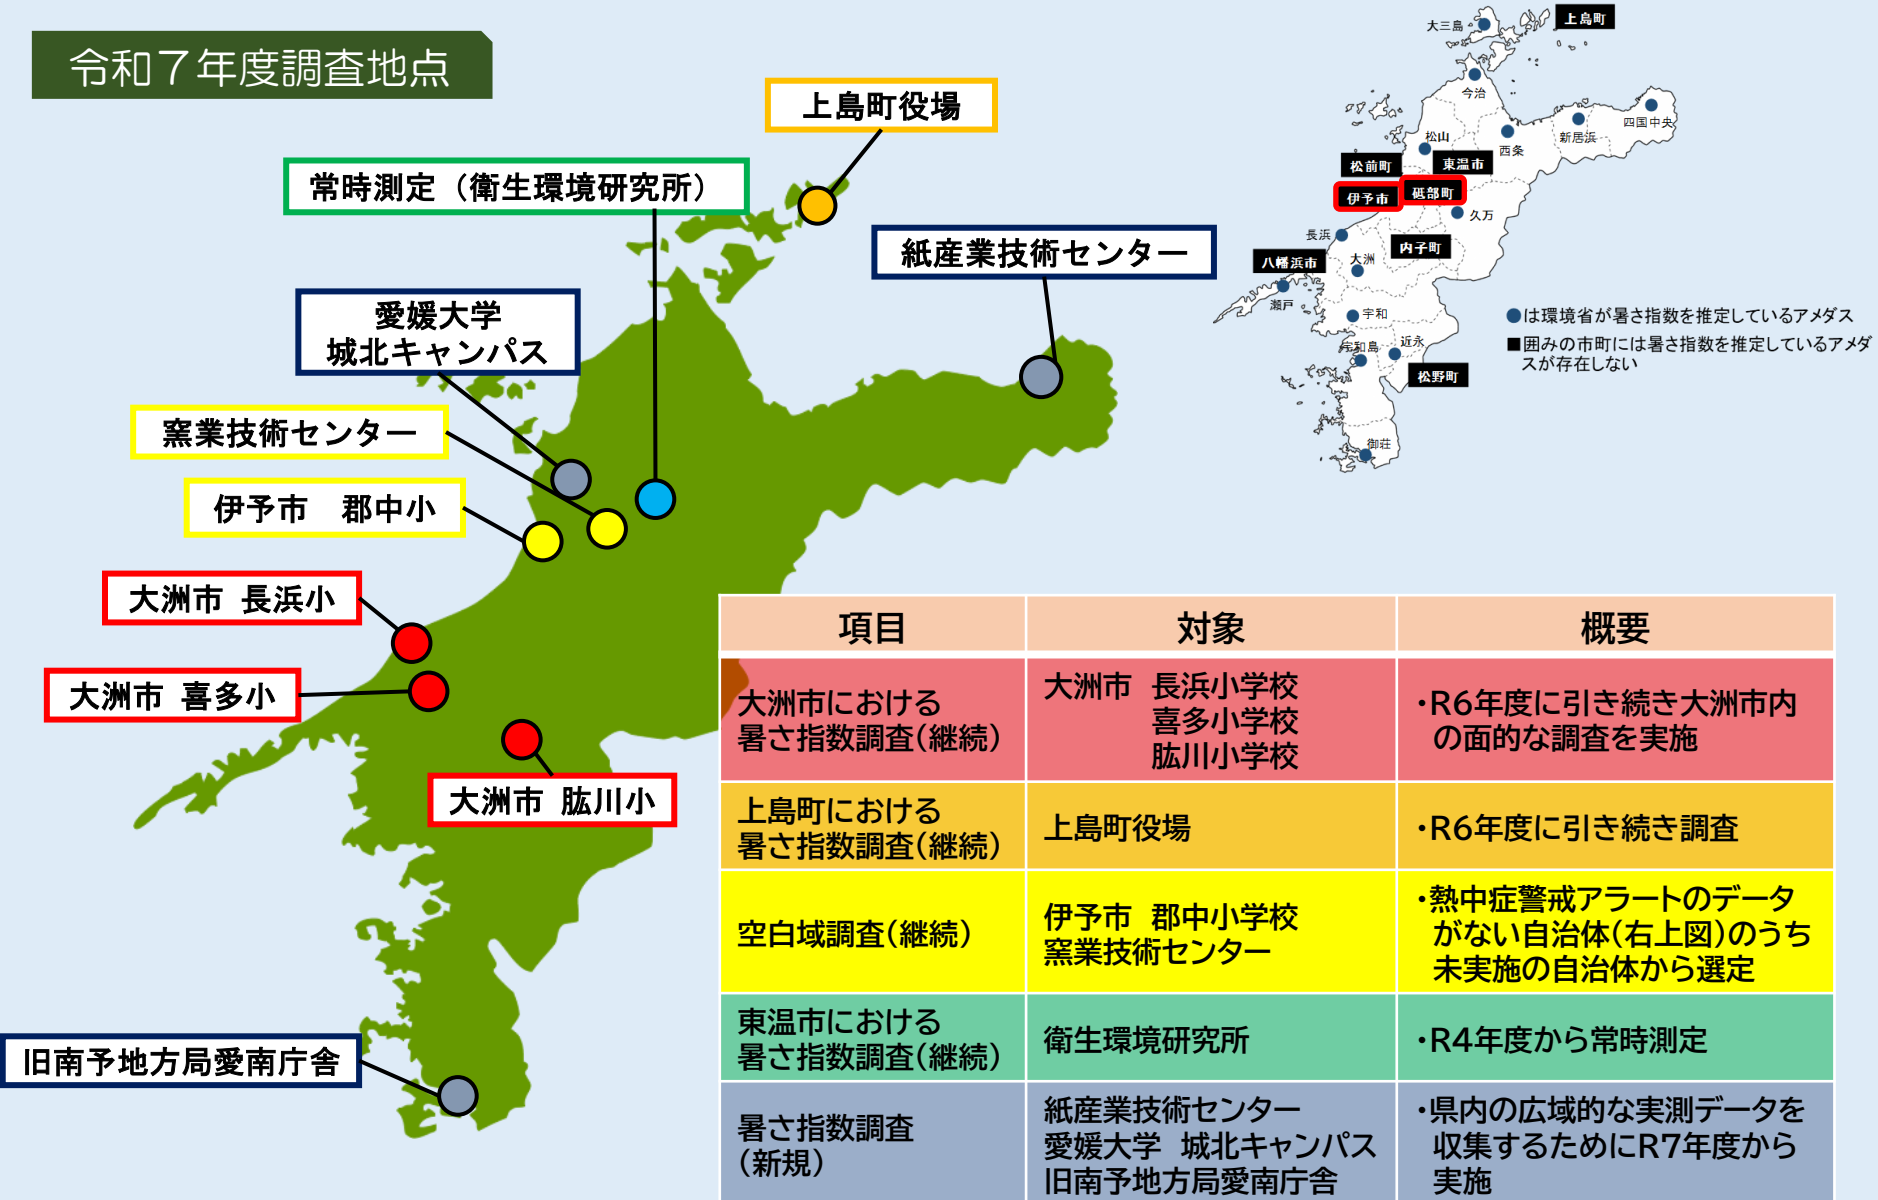 令和７年度調査地点
上島町役場
常時測定（衛生環境研究所）
紙産業技術センター
愛媛大学
城北キャンパス
窯業技術センター
伊予市　郡中小
大洲市 長浜小
大洲市 喜多小
大洲市 肱川小
旧南予地方局愛南庁舎
大三島
上島町
今治
四国中央
新居浜
松山
西条
松前町
東温市
伊予市
砥部町
久万
長浜
内子町
八幡浜市
大洲
瀬戸
宇和
宇和島
近永
松野町
御荘
●は環境省が暑さ指数を推定しているアメダス
■囲みの市町には暑さ指数を推定しているアメダ
スが存在しない
項目
対象
概要
大洲市における
暑さ指数調査(継続)
大洲市 長浜小学校
喜多小学校
肱川小学校
・R6年度に引き続き大洲市内
の面的な調査を実施
上島町における
暑さ指数調査(継続)
上島町役場
・R6年度に引き続き調査
空白域調査(継続)
伊予市 郡中小学校
窯業技術センター
・熱中症警戒アラートのデータ
がない自治体(右上図)のうち
未実施の自治体から選定
東温市における
暑さ指数調査(継続)
衛生環境研究所
・R4年度から常時測定
暑さ指数調査
(新規)
紙産業技術センター
愛媛大学 城北キャンパス
旧南予地方局愛南庁舎
・県内の広域的な実測データを
収集するためにR7年度から
実施